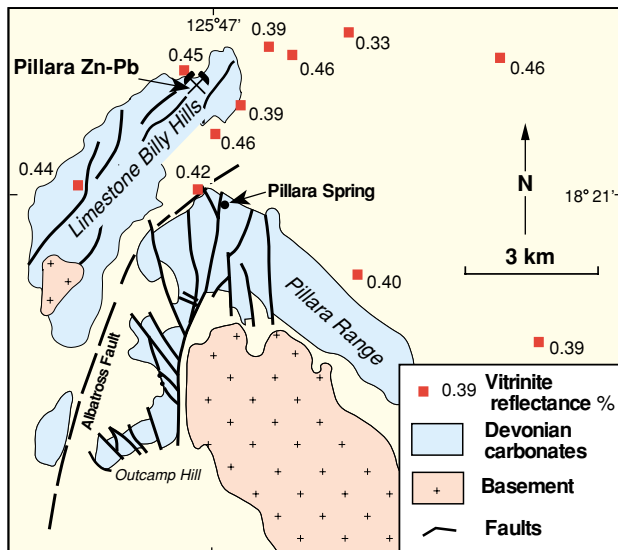 125°47'
0.39
0.33
0.45
0.46
0.46
Pillara Zn-Pb
0.39
0.46
Limestone Billy Hills
0.44
0.42
Pillara Spring
N
18°21'
3 km
0.40
Pillara Range
0.39
Albatross Fault
Outcamp Hill
0.39 Vitrinite
reflectance %
Devonian
carbonates
Basement
Faults